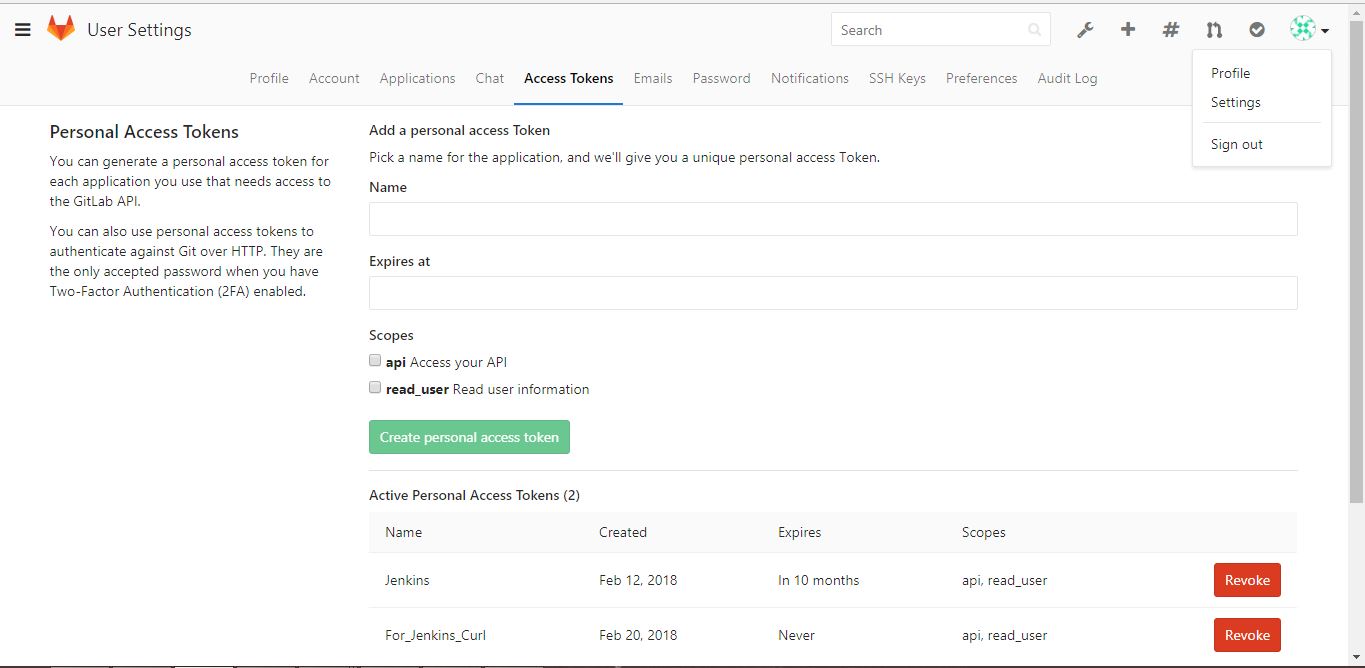 User Settings
Search
Profile
Settings
Sign out
Profile Account Applications Chat Access Tokens Emails Password Notifications SSH Keys Preferences Audit Log
Personal Access Tokens
You can generate a personal access token for
each application you use that needs access to
the GitLab API.
You can also use personal access tokens to
authenticate against Git over HTTP. They are
the only accepted password when you have
Two-Factor Authentication (2FA) enabled.
Add a personal access Token
Pick a name for the application, and we'll give you a unique personal access Token.
Name
Expires at
Scopes
api Access your API
read_user Read user information
Create personal access token
Active Personal Access Tokens (2)
Name Created Expires Scopes
Jenkins Feb 12, 2018 In 10 months api, read_user Revoke
For_Jenkins_Curl Feb 20, 2018 Never api, read_user Revoke